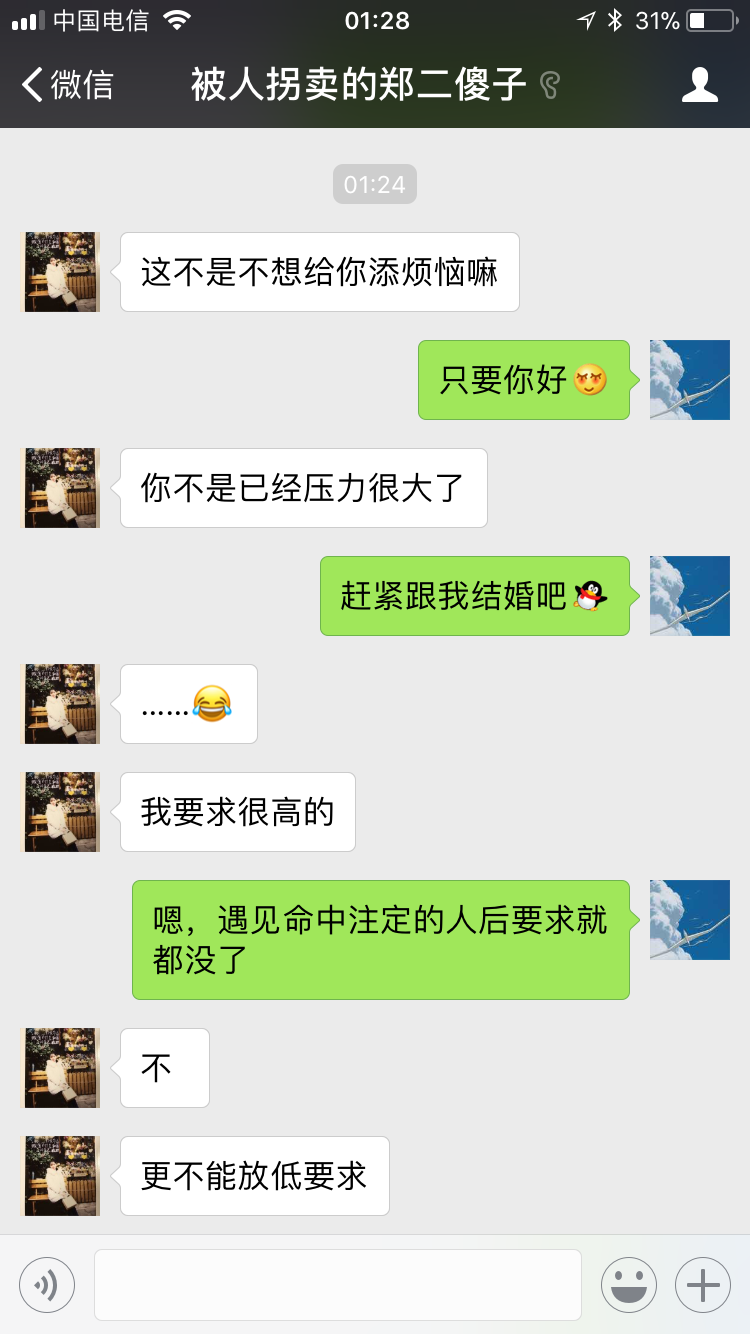 中国电信 01:28 31%
微信 被人拐卖的郑二傻子
01:24
这不是不想给你添烦恼嘛
只要你好😍
你不是已经压力很大了
赶紧跟我结婚吧🐧
......😂
我要求很高的
嗯，遇见命中注定的人后要求就
都没了
不
更不能放低要求